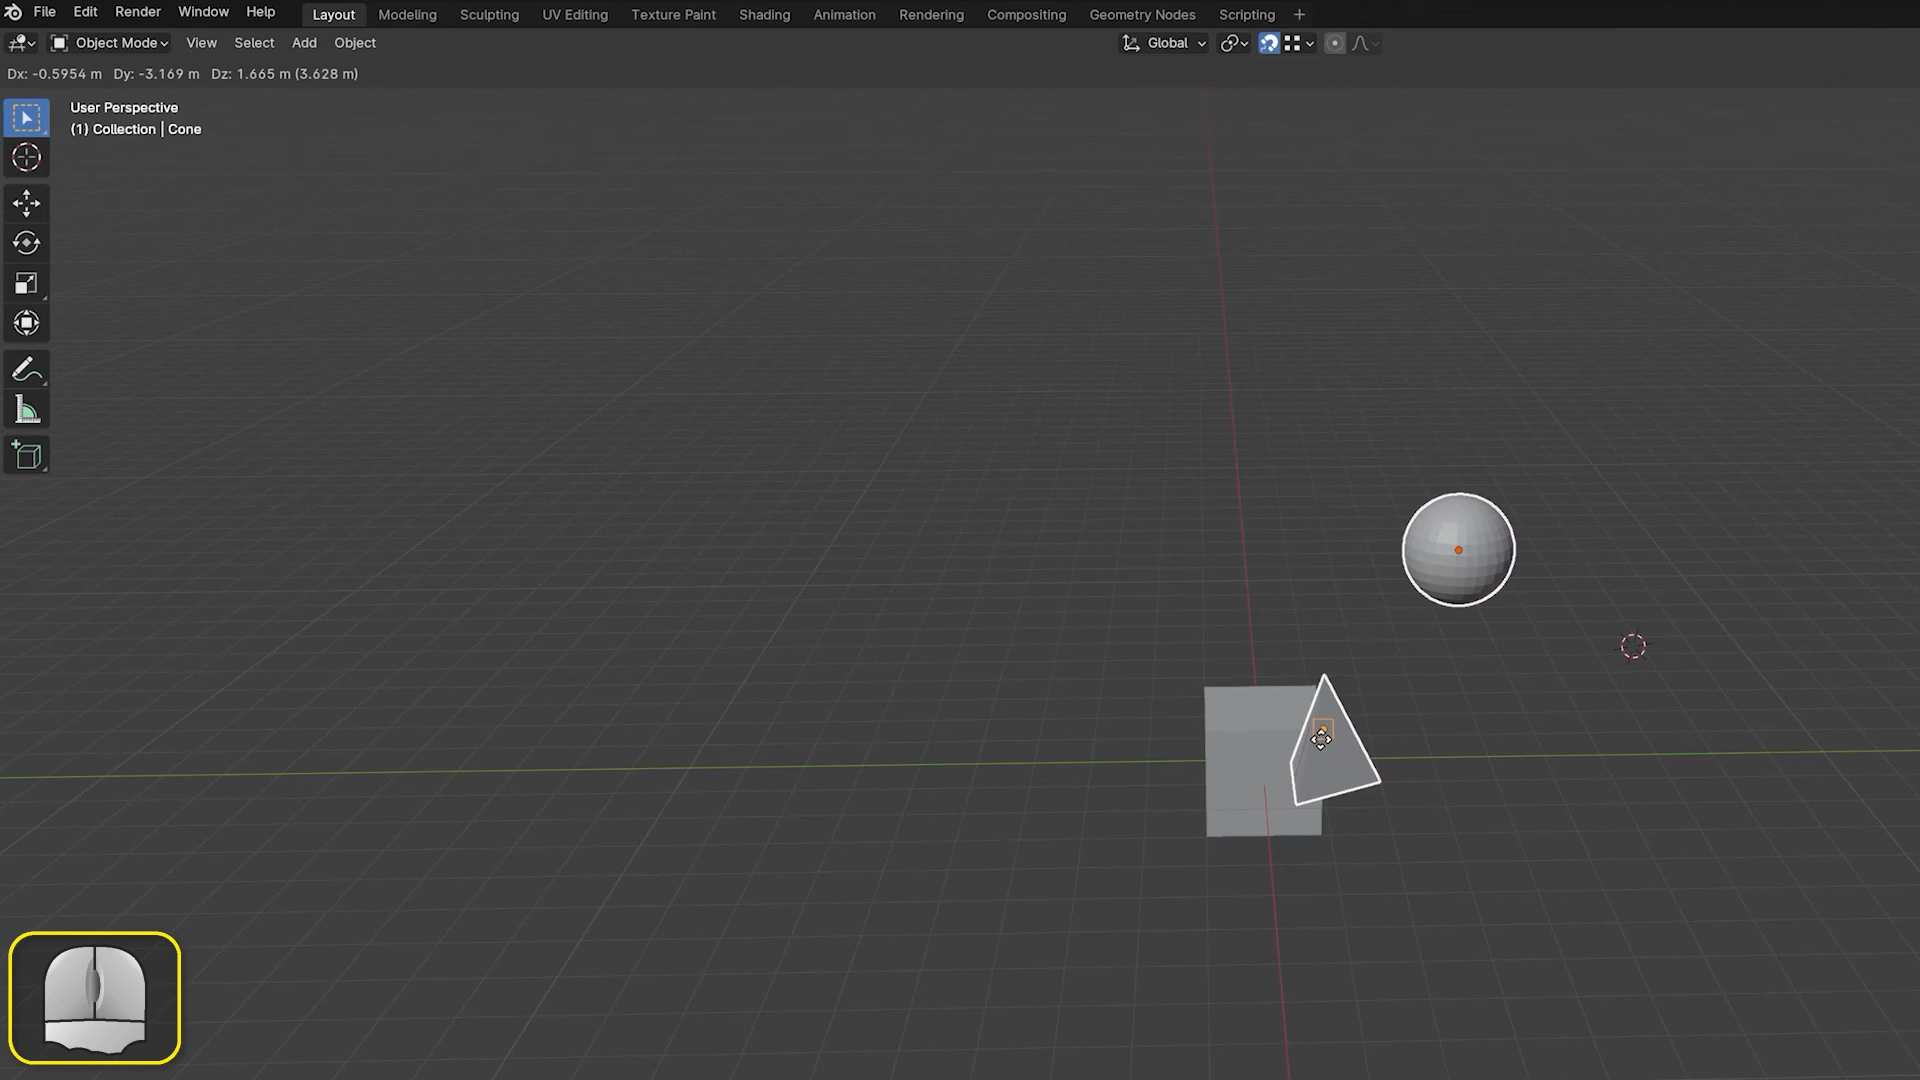 File Edit Render Window Help Layout Modeling Sculpting UV Editing Texture Paint Shading Animation Rendering Compositing Geometry Nodes Scripting +
Object Mode View Select Add Object Global
Dx: -0.5954 m Dy: -3.169 m Dz: 1.665 m (3.628 m)
User Perspective
(1) Collection | Cone